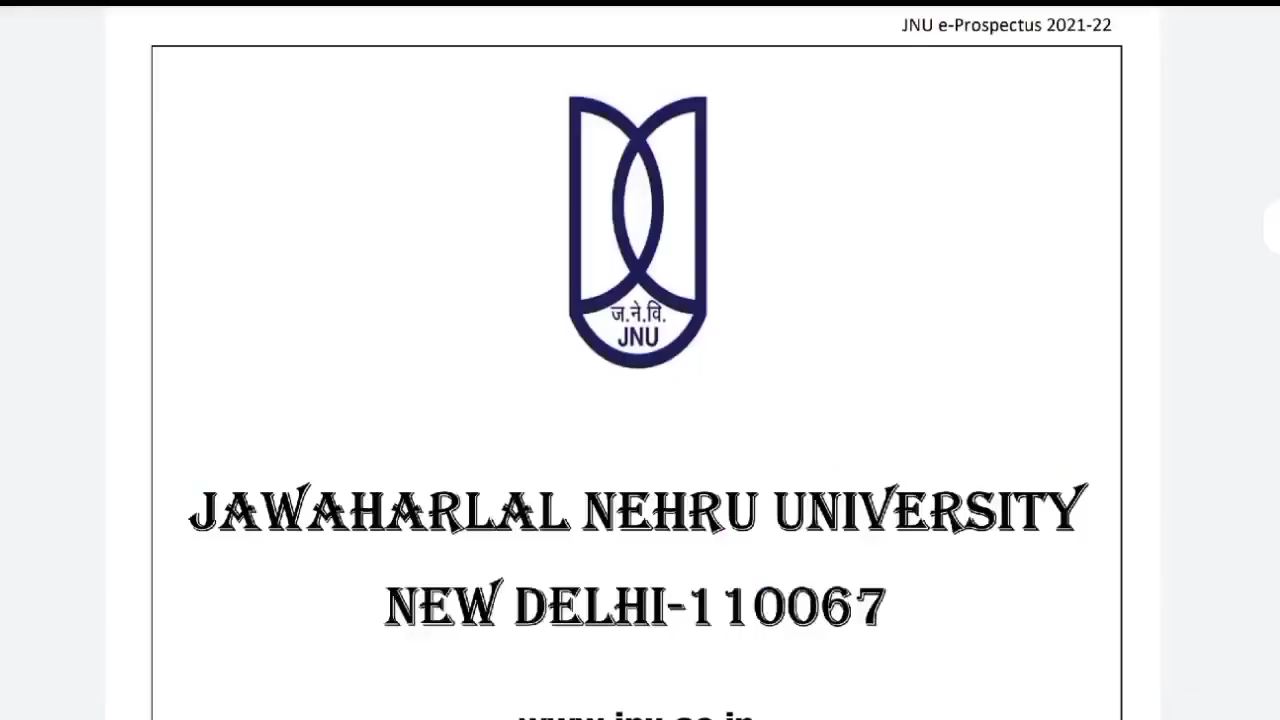 JNU e-Prospectus 2021-22
ज.ने.वि.
JNU
JAWAHARLAL NEHRU UNIVERSITY
NEW DELHI-110067